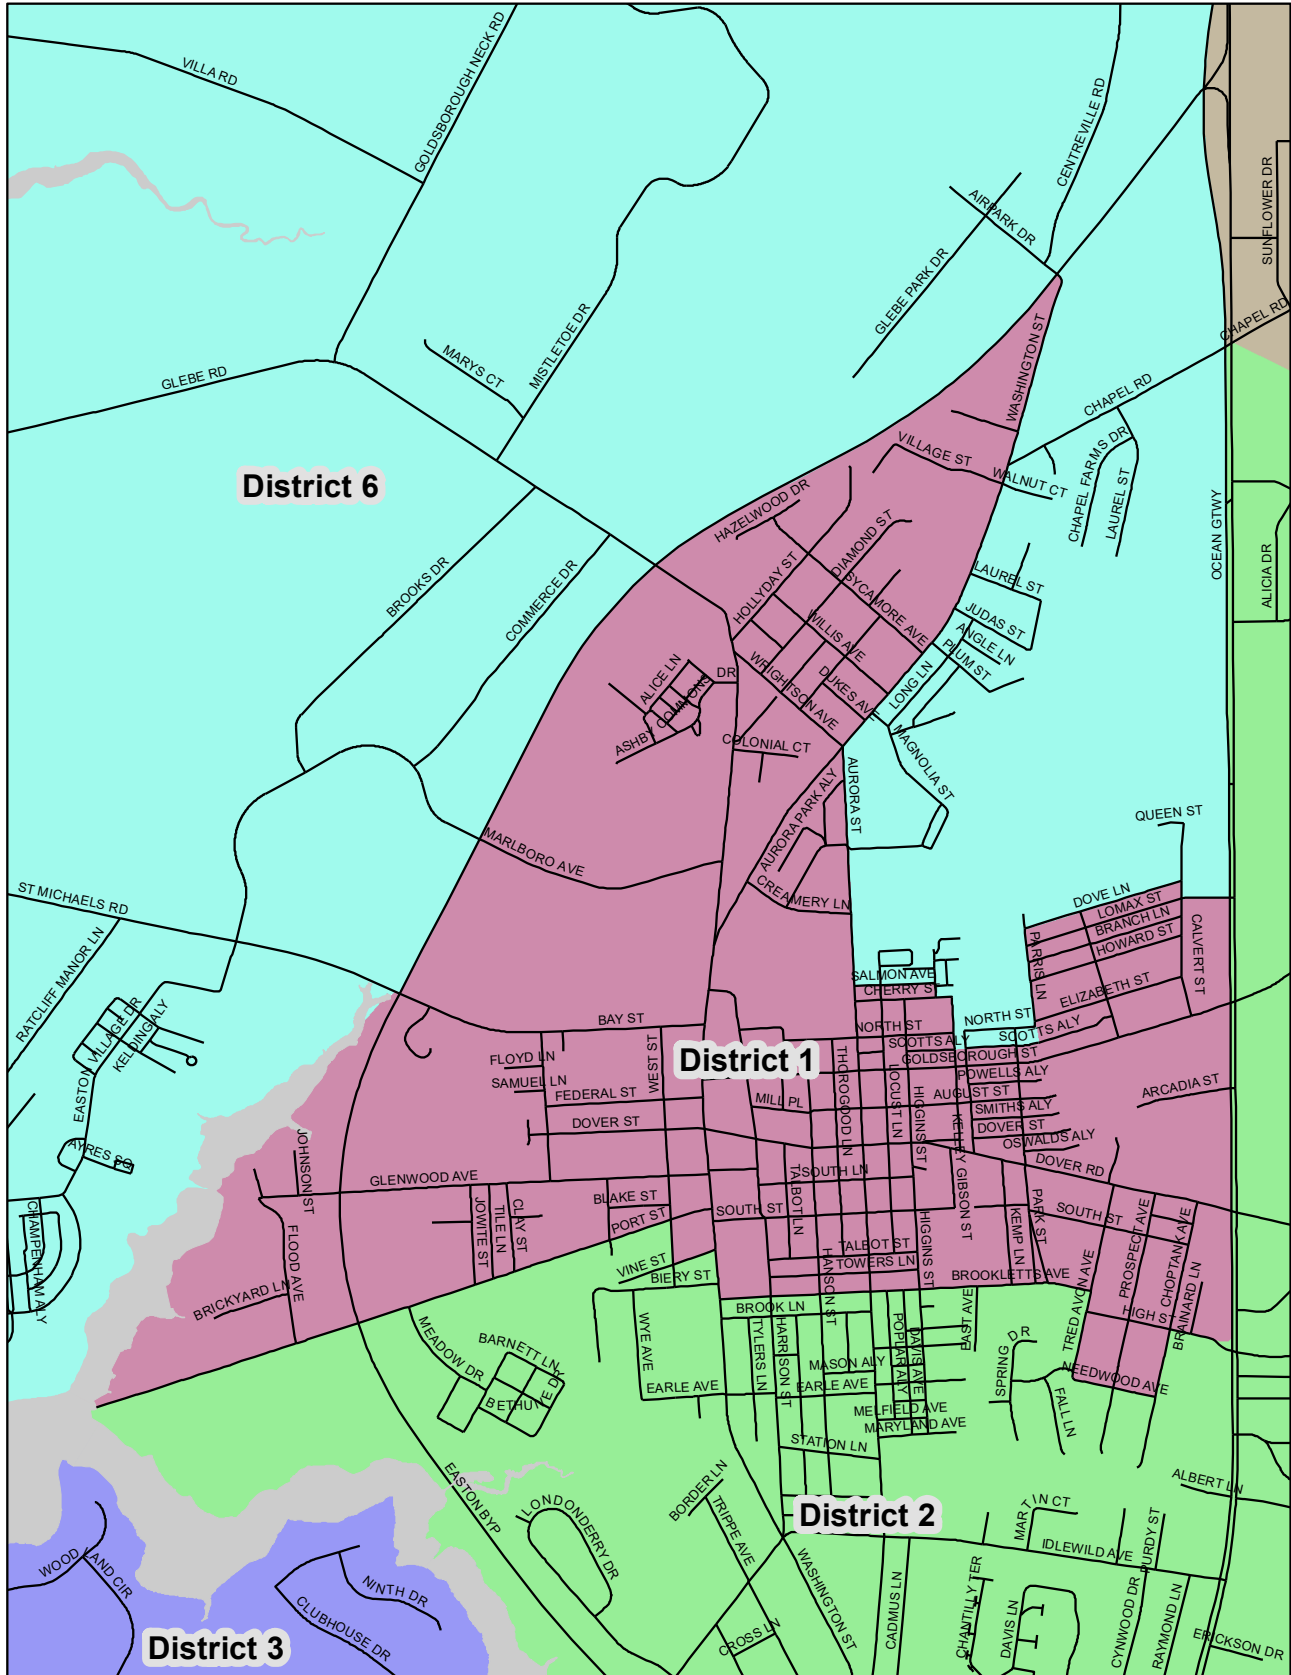 VILLA RD
GOLDSBOROUGH NECK RD
CENTREVILLE RD
SUNFLOWER DR
AIRPARK DR
GLEBE PARK DR
CHAPEL RD
MISTLETOE DR
MARYS CT
GLEBE RD
WASHINGTON ST
CHAPEL RD
VILLAGE ST
WALNUT CT
CHAPEL FARMS DR
LAUREL ST
OCEAN GTWY
ALICIA DR
District 6
HAZELWOOD DR
DIAMOND ST
HOLLYDAY ST
SYCAMORE AVE
LAUREL ST
JUDAS ST
ANGLE LN
PLUM ST
BROOKS DR
COMMERCE DR
WILLIS AVE
WRIGHTSON AVE
DUKES AVE
LONG LN
ALICE LN
ASHBY COMMONS DR
COLONIAL CT
MAGNOLIA ST
AURORA ST
AURORA PARK ALY
QUEEN ST
MARLBORO AVE
CREAMERY LN
ST MICHAELS RD
RATCLIFF MANOR LN
DOVE LN
LOMAX ST
BRANCH LN
HOWARD ST
PARRIS LN
CALVERT ST
ELIZABETH ST
SALMON AVE
CHERRY ST
NORTH ST
NORTH ST
SCOTTS ALY
SCOTTS ALY
EASTON VILLAGE DR
KELDING ALY
BAY ST
WEST ST
FLOYD LN
SAMUEL LN
FEDERAL ST
DOVER ST
District 1
THOROGOOD LN
GOLDSBOROUGH ST
POWELLS ALY
AUGUST ST
SMITHS ALY
DOVER ST
OSWALDS ALY
ARCADIA ST
MILL PL
LOCUST LN
HIGGINS ST
KELLEY GIBSON ST
DOVER RD
AYRES SQ
JOHNSON ST
GLENWOOD AVE
SOUTH LN
TALBOT LN
BLAKE ST
PORT ST
SOUTH ST
SOUTH ST
JOWITE ST
TILE LN
CLAY ST
FLOOD AVE
CHAMPENHAM ALY
KEMP LN
PARK ST
PROSPECT AVE
CHOPTANK AVE
TRED AVON AVE
HIGGINS ST
TALBOT ST
TOWERS LN
HANSON ST
VINE ST
BIERY ST
BROOKLETTS AVE
BRICKYARD LN
BROOK LN
HIGH ST
BRAINARD LN
MEADOW DR
BARNETT LN
BETHUNE DR
WYE AVE
TYLERS LN
HARRISON ST
MASON ALY
POPLAR ALY
DAVIS AVE
EAST AVE
SPRING DR
NEEDWOOD AVE
FALL LN
EARLE AVE
EARLE AVE
MELFIELD AVE
MARYLAND AVE
STATION LN
EASTON BYP
LONDONDERRY DR
BORDER LN
TRIPPE AVE
District 2
ALBERT LN
MARTIN CT
PURDY ST
IDLEWILD AVE
WASHINGTON ST
CADMUS LN
CHANTILLY TER
DAVIS LN
CYNWOOD DR
RAYMOND LN
ERICKSON DR
CROSS LN
WOODLAND CIR
NINTH DR
CLUBHOUSE DR
District 3